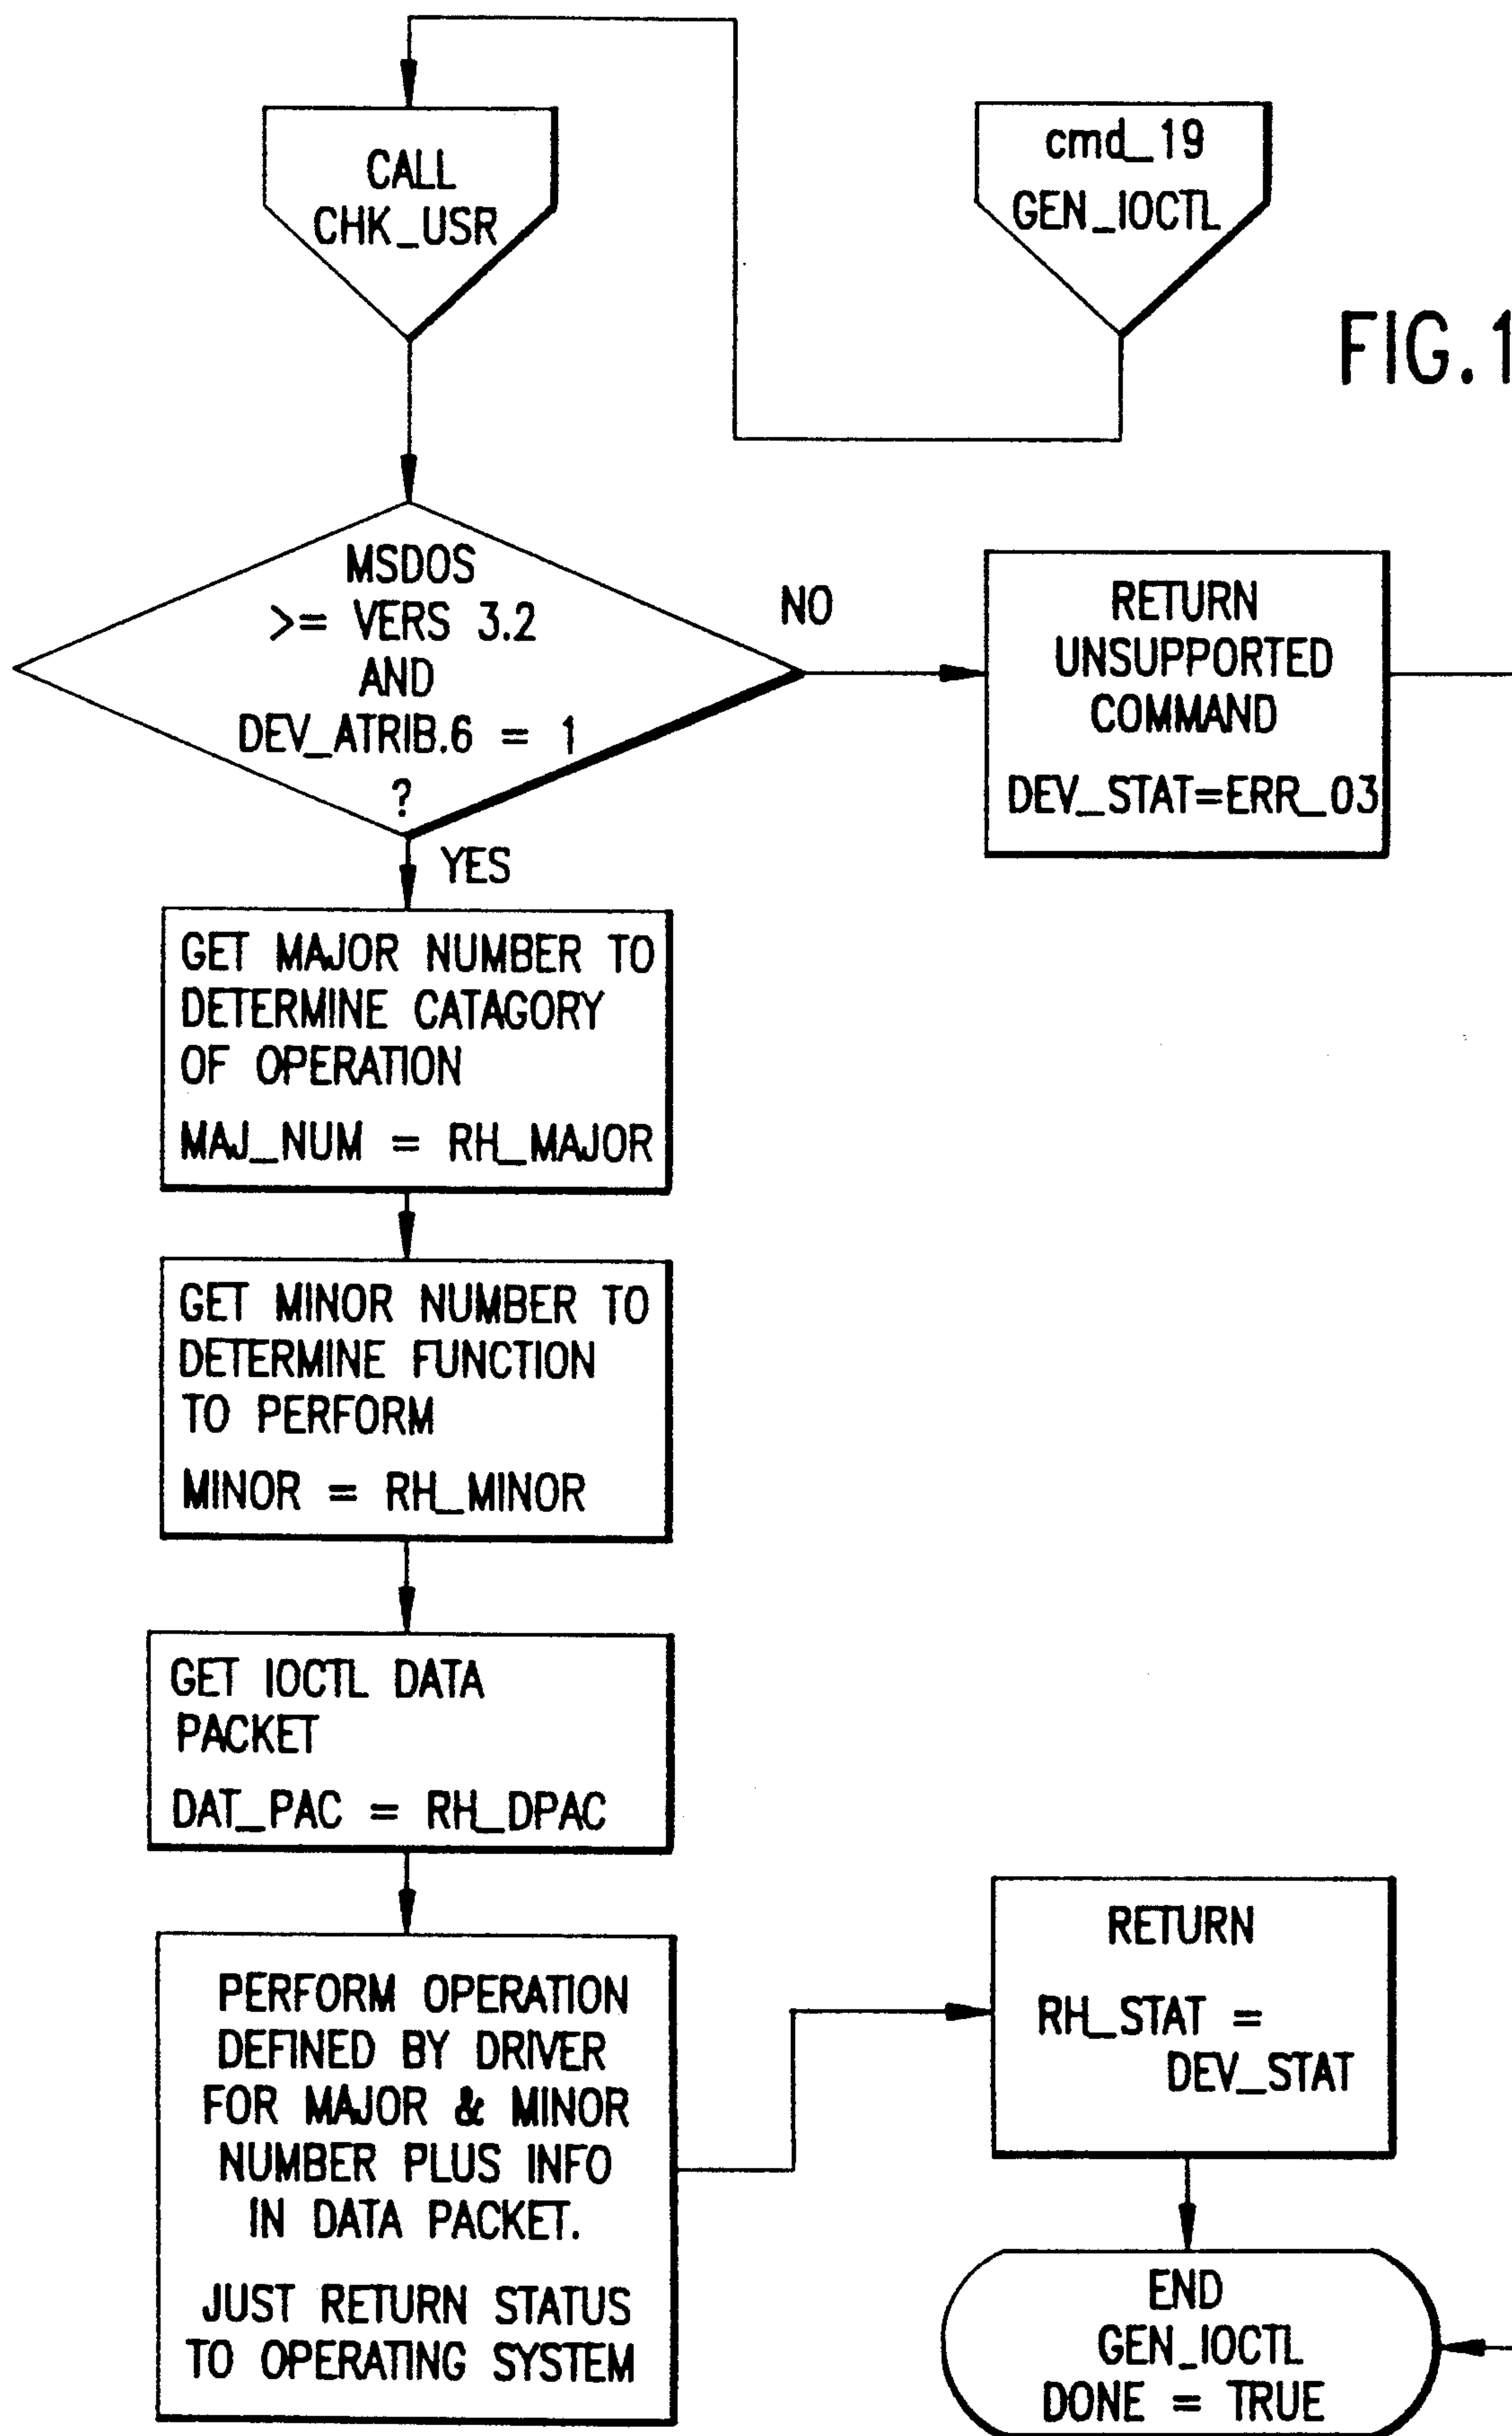 CALL
CHK_USR
cmd_19
GEN_IOCTL
FIG.1
MSDOS
>= VERS 3.2
AND
DEV_ATRIB.6 = 1
?
NO
RETURN
UNSUPPORTED
COMMAND
DEV_STAT=ERR_03
YES
GET MAJOR NUMBER TO
DETERMINE CATAGORY
OF OPERATION
MAJ_NUM = RH_MAJOR
GET MINOR NUMBER TO
DETERMINE FUNCTION
TO PERFORM
MINOR = RH_MINOR
GET IOCTL DATA
PACKET
DAT_PAC = RH_DPAC
PERFORM OPERATION
DEFINED BY DRIVER
FOR MAJOR & MINOR
NUMBER PLUS INFO
IN DATA PACKET.
JUST RETURN STATUS
TO OPERATING SYSTEM
RETURN
RH_STAT =
DEV_STAT
END
GEN_IOCTL
DONE = TRUE